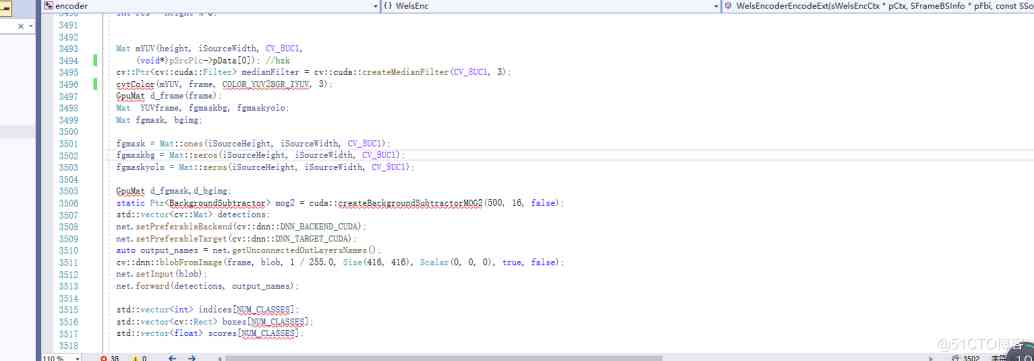 encoder
{} WelsEnc
WelsEncoderEncodeExt(sWelsEncCtx * pCtx, SFrameBSInfo * pFbi, const SSo
3491
3492
3493 Mat mYUV(height, iSourceWidth, CV_8UC1,
3494 (void*)pSrcPic->pData[0]); //hzk
3495 cv::Ptr<cv::cuda::Filter> medianFilter = cv::cuda::createMedianFilter(CV_8UC1, 3);
3496 cvtColor(mYUV, frame, COLOR_YUV2BGR_IYUV, 3);
3497 GpuMat d_frame(frame);
3498 Mat YUVframe, fgmaskbg, fgmaskyolo;
3499 Mat fgmask, bgimg;
3500
3501 fgmask = Mat::ones(iSourceHeight, iSourceWidth, CV_8UC1);
3502 fgmaskbg = Mat::zeros(iSourceHeight, iSourceWidth, CV_8UC1);
3503 fgmaskyolo = Mat::zeros(iSourceHeight, iSourceWidth, CV_8UC1);
3504
3505 GpuMat d_fgmask,d_bgimg;
3506 static Ptr<BackgroundSubtractor> mog2 = cuda::createBackgroundSubtractorMOG2(500, 16, false);
3507 std::vector<cv::Mat> detections;
3508 net.setPreferableBackend(cv::dnn::DNN_BACKEND_CUDA);
3509 net.setPreferableTarget(cv::dnn::DNN_TARGET_CUDA);
3510 auto output_names = net.getUnconnectedOutLayersNames();
3511 cv::dnn::blobFromImage(frame, blob, 1 / 255.0, Size(416, 416), Scalar(0, 0, 0), true, false);
3512 net.setInput(blob);
3513 net.forward(detections, output_names);
3514
3515 std::vector<int> indices[NUM_CLASSES];
3516 std::vector<cv::Rect> boxes[NUM_CLASSES];
3517 std::vector<float> scores[NUM_CLASSES];
3518
110 %
38
0
3502
@51CTO博客